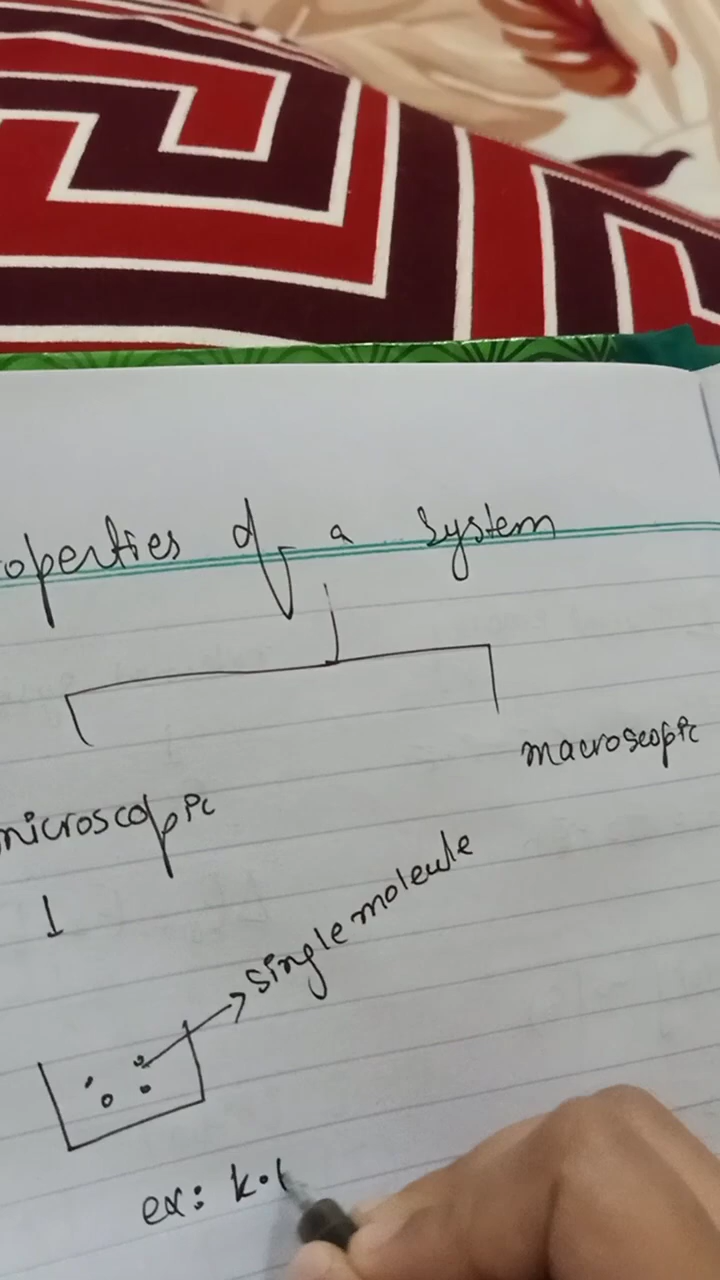 operties of a system
macroscopic
microscopic
single molecule
ex: k.